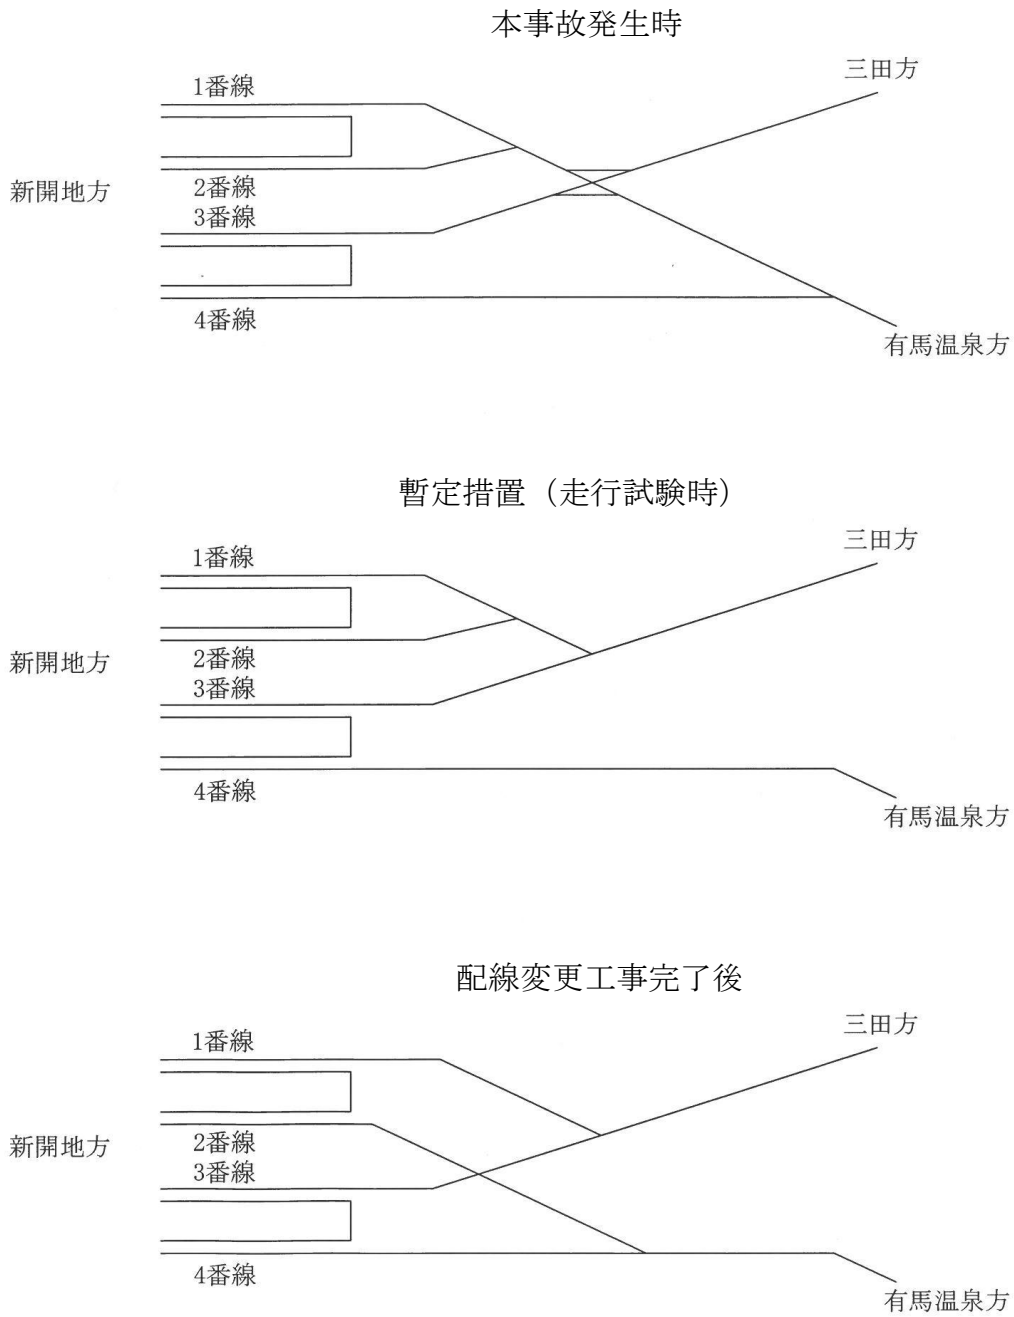 本事故発生時
三田方
1番線
新開地方
2番線
3番線
4番線
有馬温泉方
暫定措置（走行試験時）
三田方
1番線
新開地方
2番線
3番線
4番線
有馬温泉方
配線変更工事完了後
三田方
1番線
新開地方
2番線
3番線
4番線
有馬温泉方